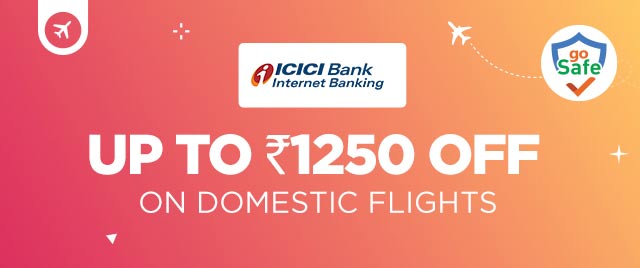 ICICI Bank
Internet Banking
go
Safe
UP TO ₹1250 OFF
ON DOMESTIC FLIGHTS